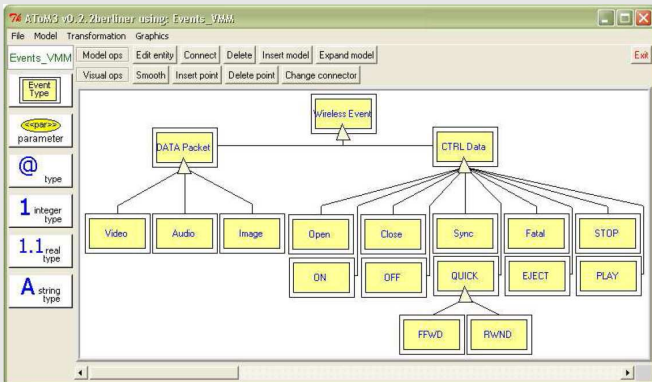 AToM3 v0.2.2berliner using: Events_VMM
File Model Transformation Graphics
Events_VMM Model ops Edit entity Connect Delete Insert model Expand model Exit
Visual ops Smooth Insert point Delete point Change connector
Event
Type
<<par>>
parameter
@ type
1 integer
type
1.1 real
type
A string
type
Wireless Event
DATA Packet CTRL Data
Video Audio Image Open Close Sync Fatal STOP
ON OFF QUICK EJECT PLAY
FFWD RWND